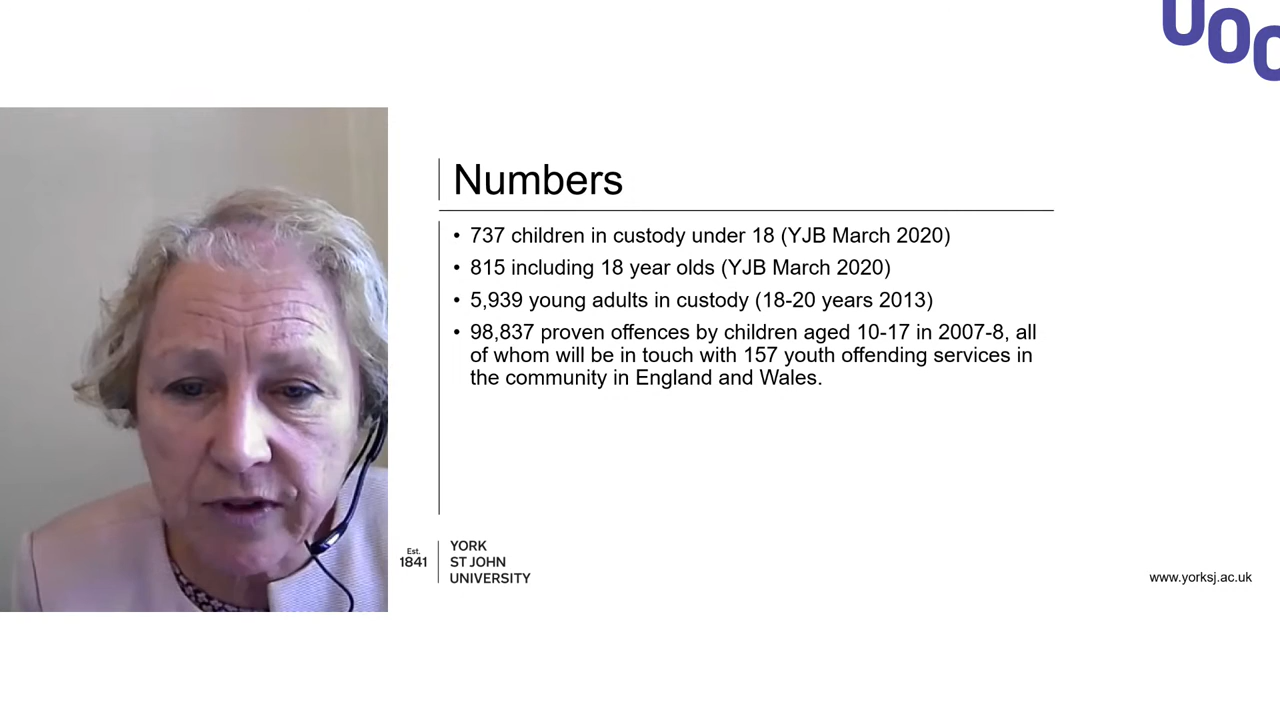 UOC
Numbers
• 737 children in custody under 18 (YJB March 2020)
• 815 including 18 year olds (YJB March 2020)
• 5,939 young adults in custody (18-20 years 2013)
• 98,837 proven offences by children aged 10-17 in 2007-8, all
of whom will be in touch with 157 youth offending services in
the community in England and Wales.
Est.
1841
YORK
ST JOHN
UNIVERSITY
www.yorksj.ac.uk